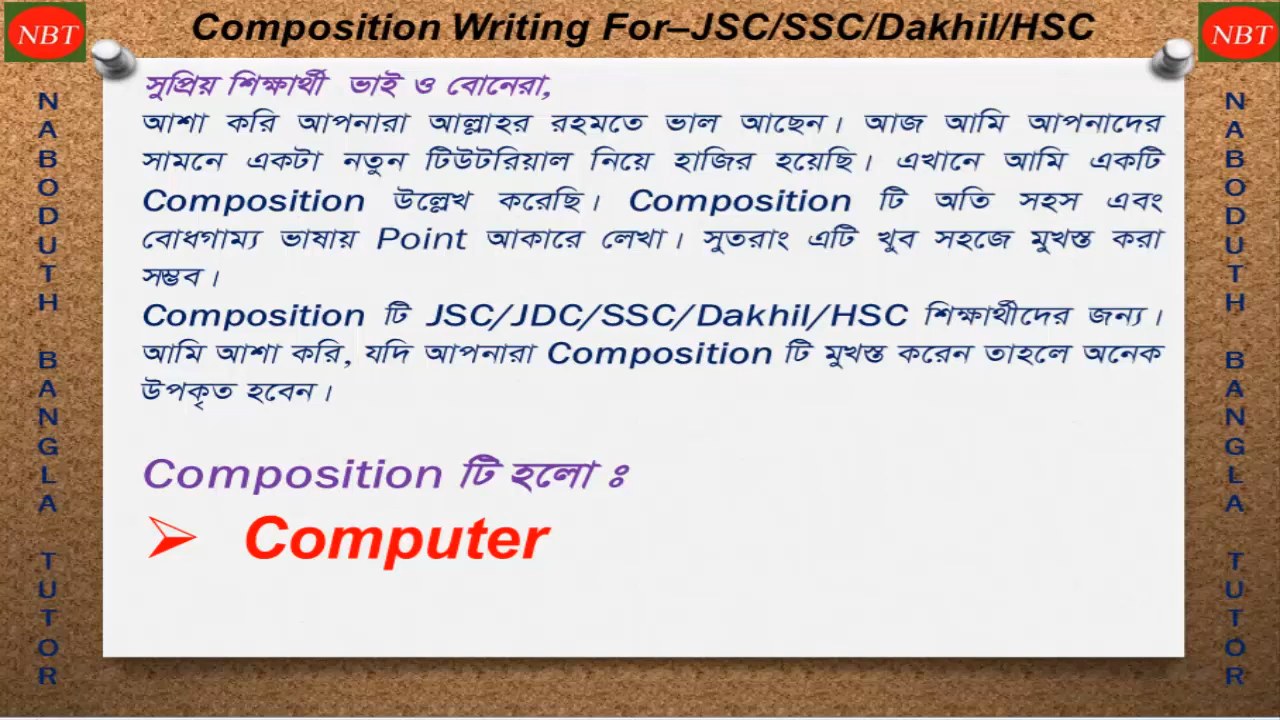 Composition Writing For–JSC/SSC/Dakhil/HSC
NBT
NBT
NABODUTH BANGLA TUTOR
সুপ্রিয় শিক্ষার্থী ভাই ও বোনেরা,
আশা করি আপনারা আল্লাহর রহমতে ভাল আছেন। আজ আমি আপনাদের
সামনে একটা নতুন টিউটরিয়াল নিয়ে হাজির হয়েছি। এখানে আমি একটি
Composition উল্লেখ করেছি। Composition টি অতি সহস এবং
বোধগাম্য ভাষায় Point আকারে লেখা। সুতরাং এটি খুব সহজে মুখস্ত করা
সম্ভব।
Composition টি JSC/JDC/SSC/Dakhil/HSC শিক্ষার্থীদের জন্য।
আমি আশা করি, যদি আপনারা Composition টি মুখস্ত করেন তাহলে অনেক
উপকৃত হবেন।
Composition টি হলো ঃ
➢ Computer
NABODUTH BANGLA TUTOR